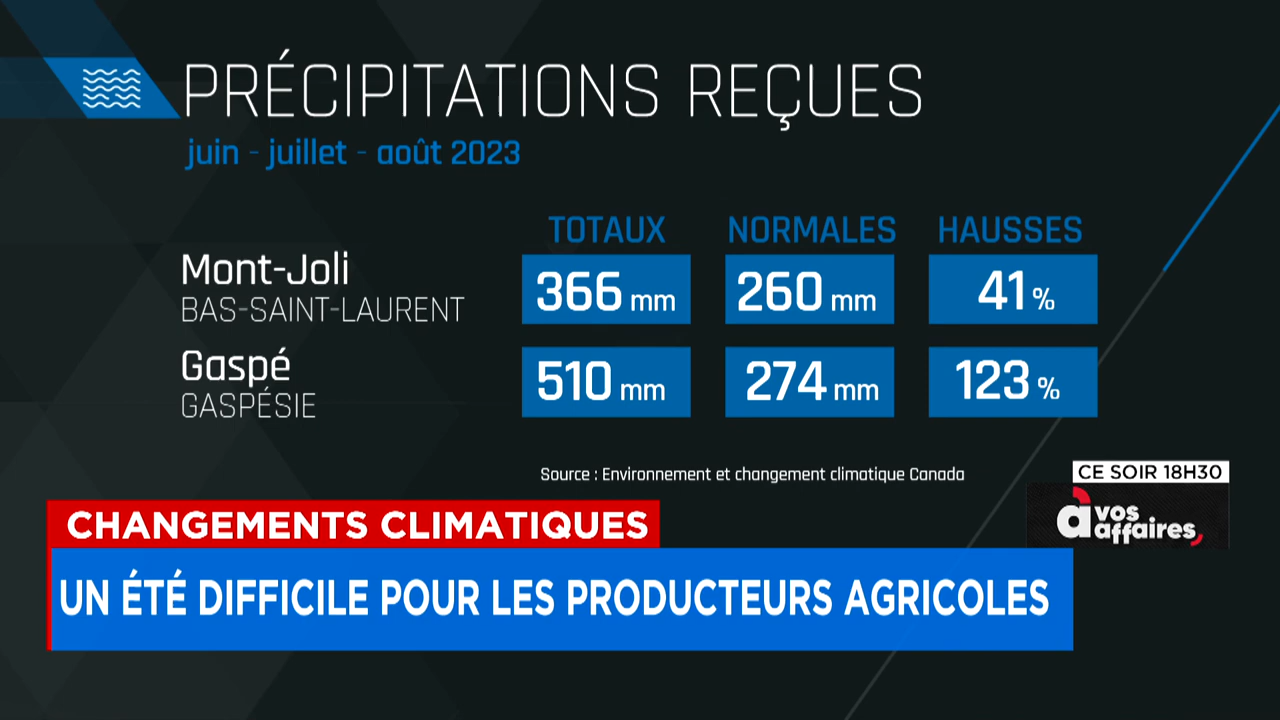 PRÉCIPITATIONS REÇUES
juin - juillet - août 2023
TOTAUX NORMALES HAUSSES
Mont-Joli
BAS-SAINT-LAURENT
366 mm 260 mm 41 %
Gaspé
GASPÉSIE
510 mm 274 mm 123 %
Source : Environnement et changement climatique Canada
CE SOIR 18H30
à vos
affaires
CHANGEMENTS CLIMATIQUES
UN ÉTÉ DIFFICILE POUR LES PRODUCTEURS AGRICOLES